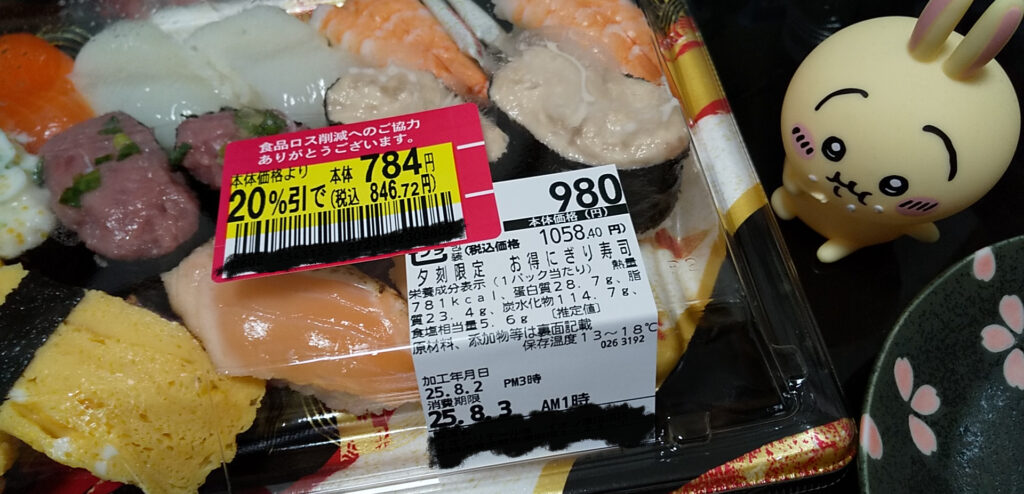 食品ロス削減へのご協力
ありがとうございます。
本体価格より 本体 784円
20%引で(税込 846.72円)
980
本体価格(円)
(税込価格 1058.40 円)
夕刻限定 お得にぎり寿司
栄養成分表示(1パック当たり) 熱量
781kcal、蛋白質28.7g、脂
質23.4g、炭水化物114.7g、
食塩相当量5.6g 〔推定値〕
原材料、添加物等は裏面記載
保存温度13~18℃
026 3192
加工年月日
25.8.2 PM3時
消費期限
25.8.3 AM1時